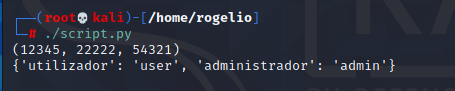 ┌──(root💀kali)-[/home/rogelio]
└─# ./script.py
(12345, 22222, 54321)
{'utilizador': 'user', 'administrador': 'admin'}